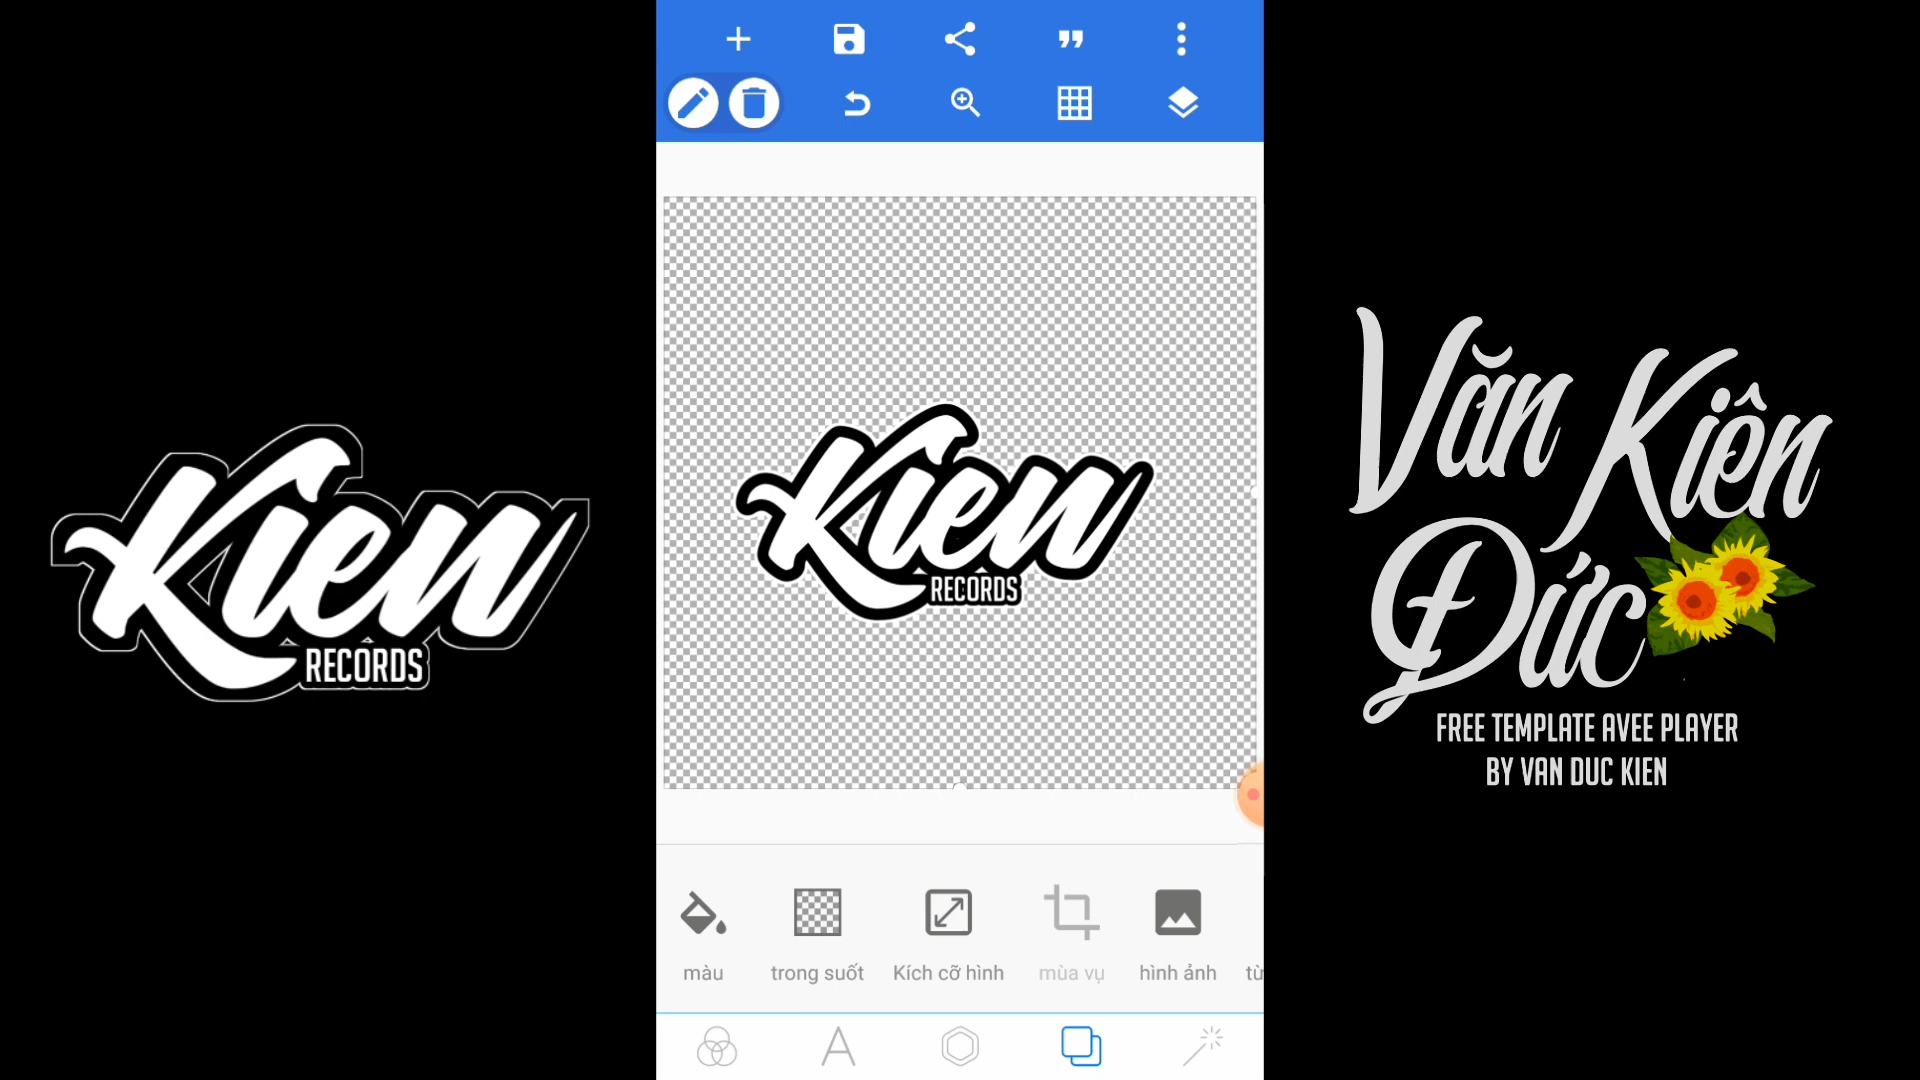 Kien
RECORDS
Kien
RECORDS
màu
trong suốt
Kích cỡ hình
mùa vụ
hình ảnh
từ
Văn Kiên
Đức
FREE TEMPLATE AVEE PLAYER
BY VAN DUC KIEN